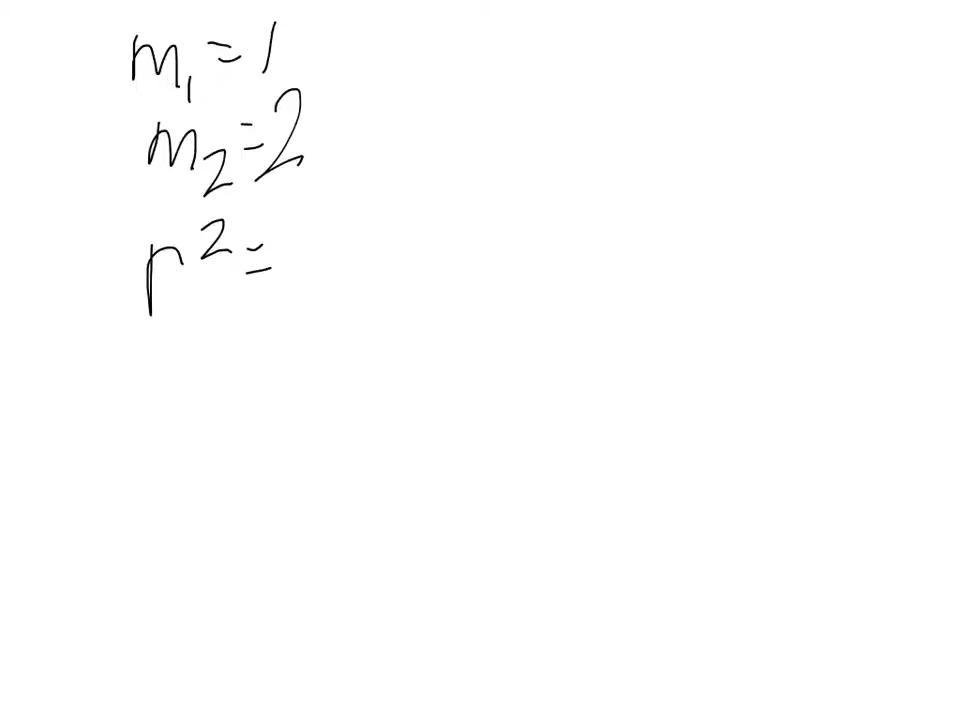 m₁ = 1
m₂ = 2
r² =